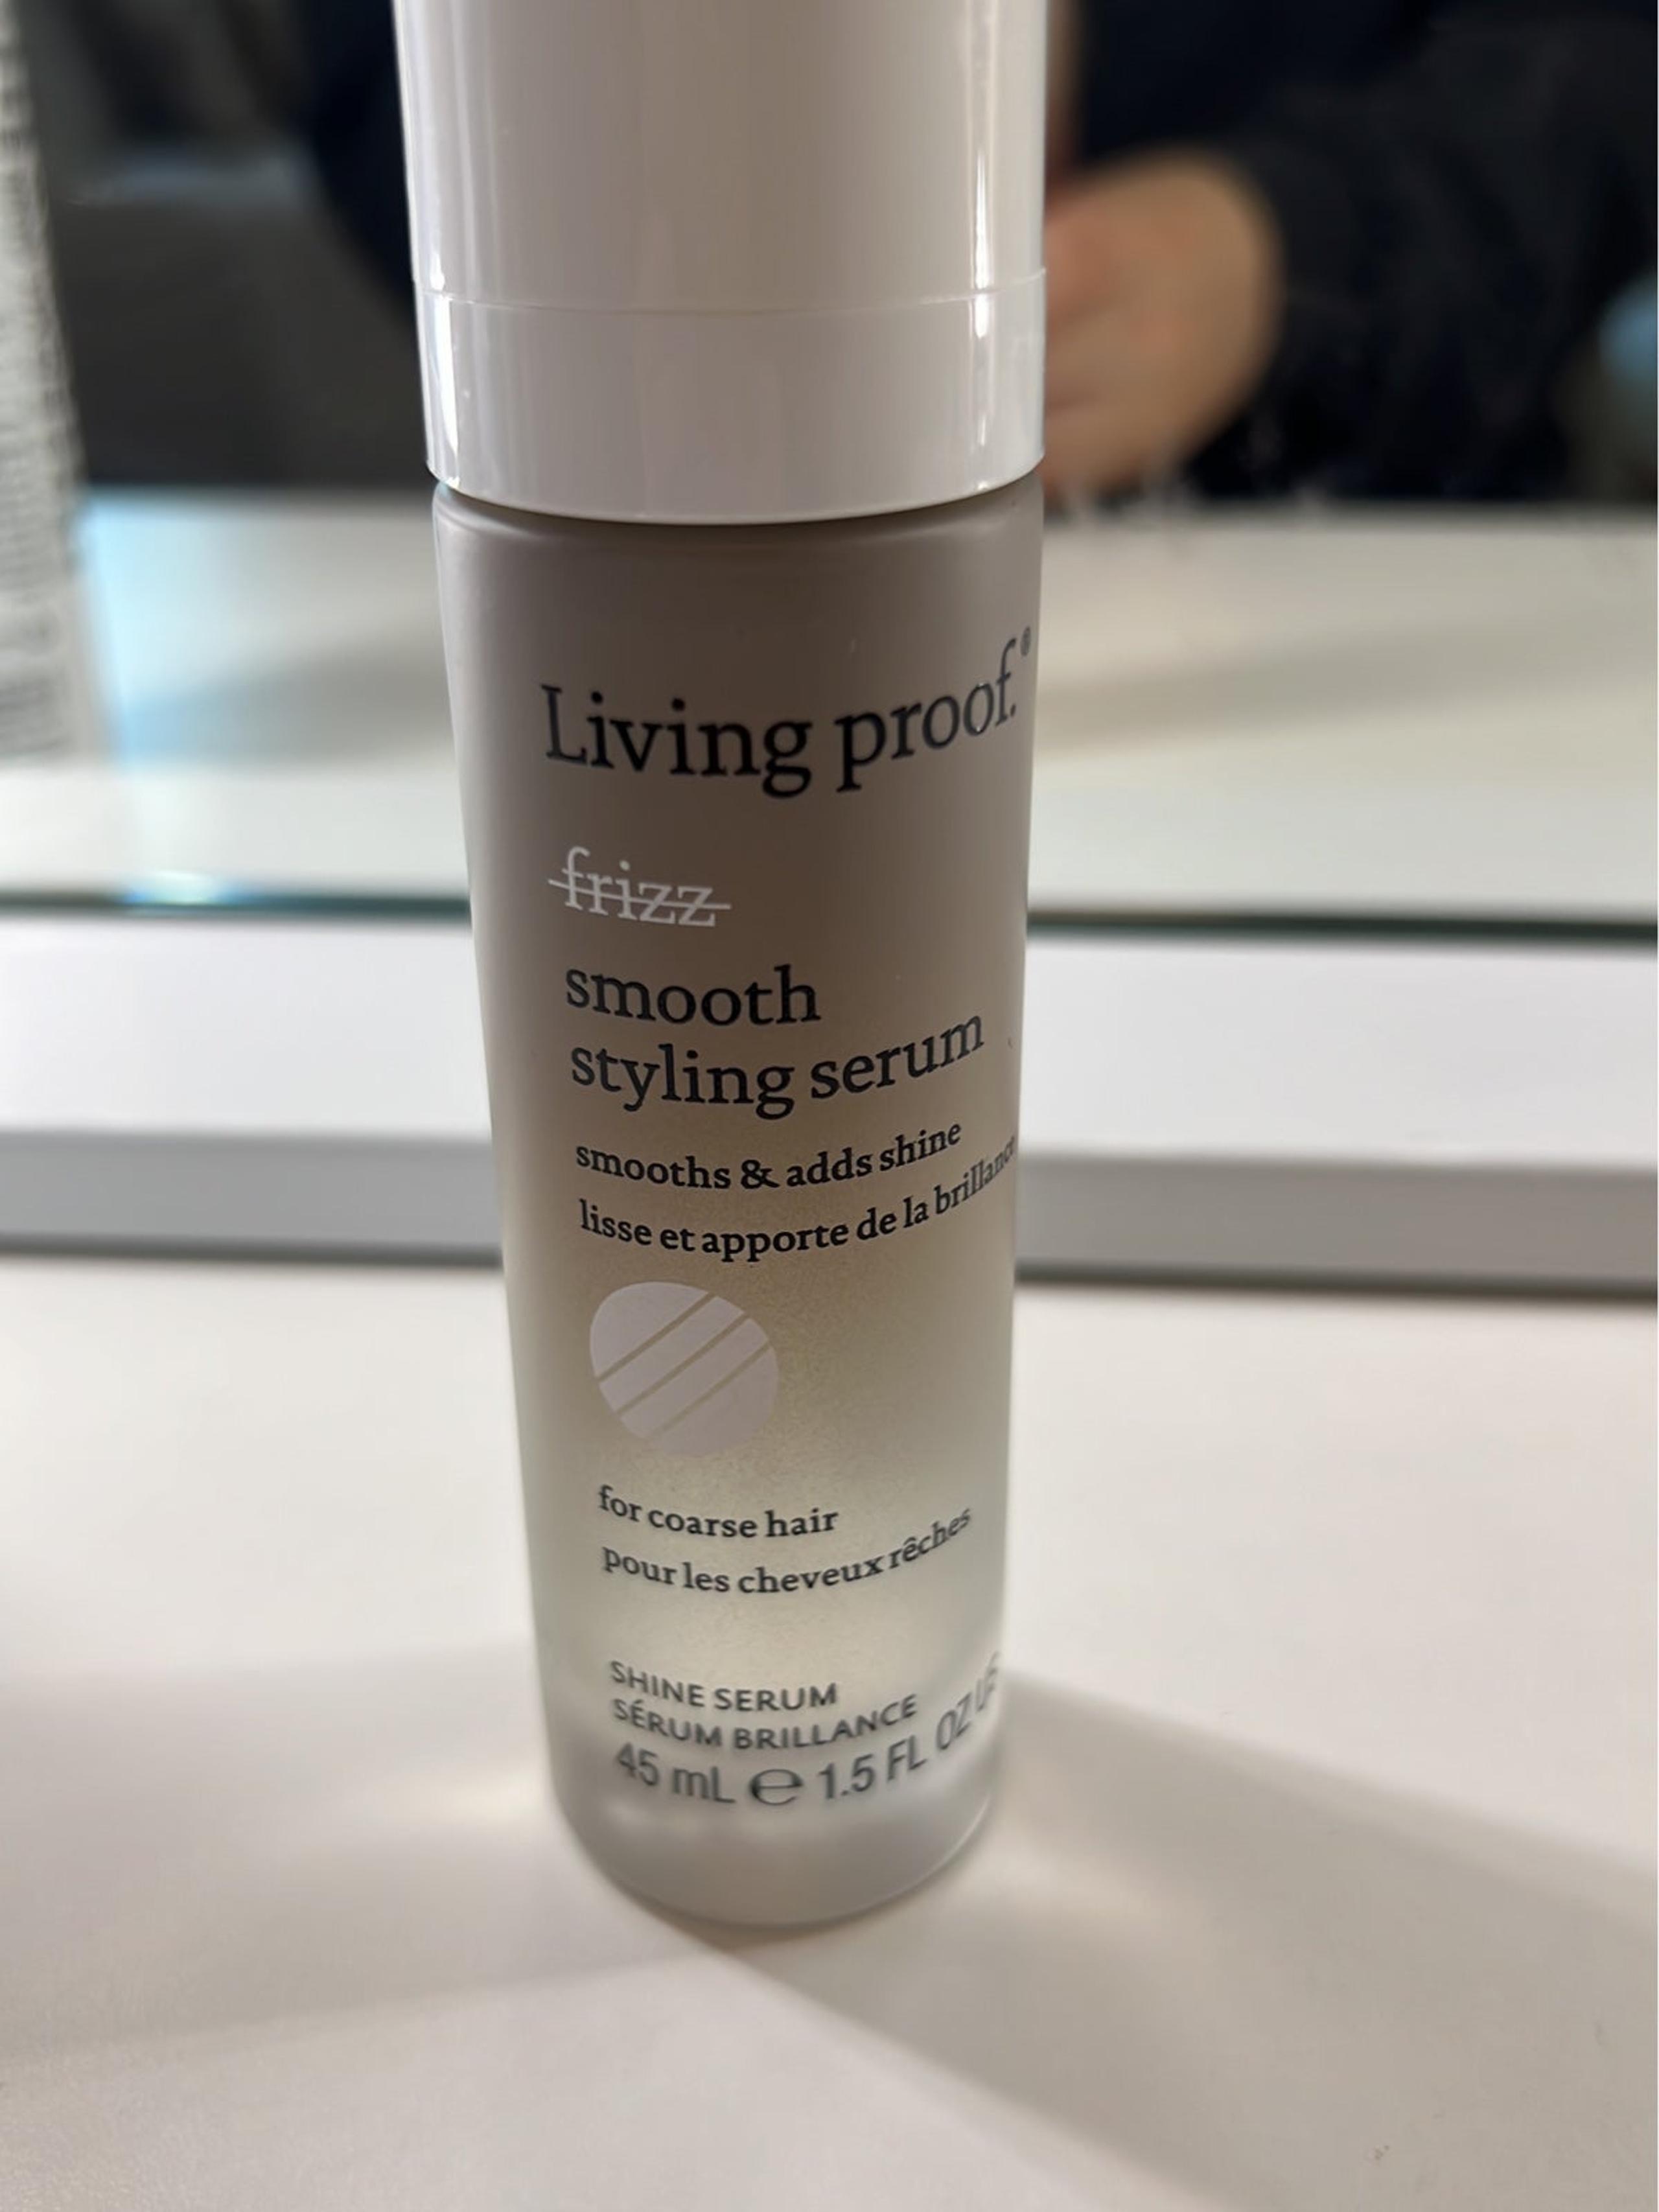 Living proof.®
frizz
smooth
styling serum
smooths & adds shine
lisse et apporte de la brillance
for coarse hair
pour les cheveux rêches
SHINE SERUM
SÉRUM BRILLANCE
45 mL ℮ 1.5 FL OZ